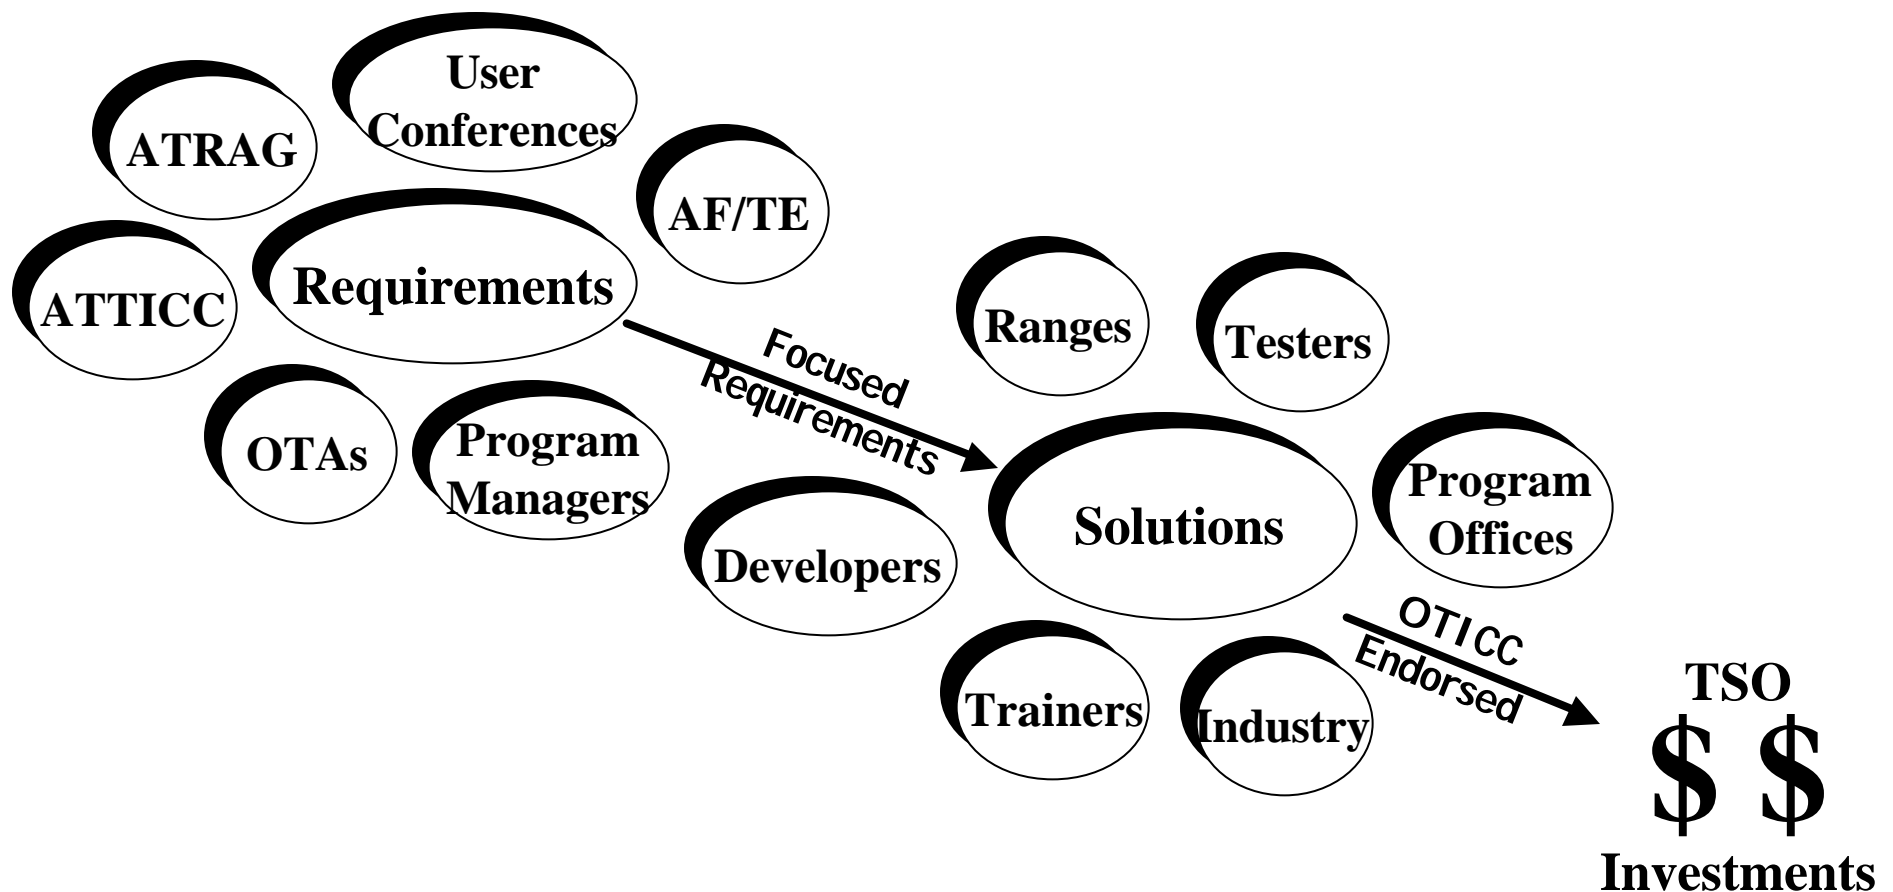 User
Conferences
ATRAG
AF/TE
Requirements
ATTICC
OTAs
Program
Managers
Focused
Requirements
Ranges
Testers
Developers
Solutions
Program
Offices
Trainers
Industry
OTICC
Endorsed
TSO
$ $
Investments